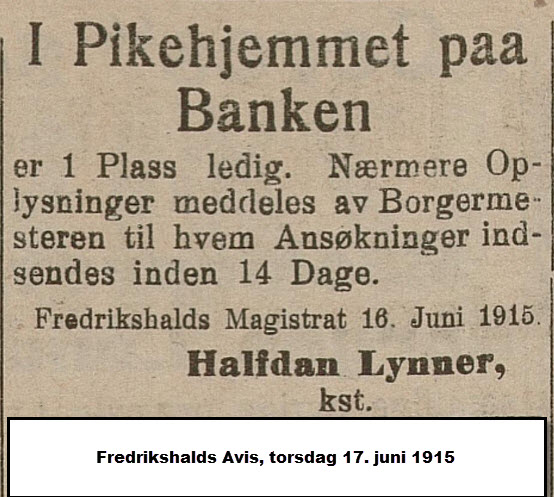 I Pikehjemmet paa
Banken
er 1 Plass ledig. Nærmere Op-
lysninger meddeles av Borgerme-
steren til hvem Ansøkninger ind-
sendes inden 14 Dage.
Fredrikshalds Magistrat 16. Juni 1915.
Halfdan Lynner,
kst.
Fredrikshalds Avis, torsdag 17. juni 1915